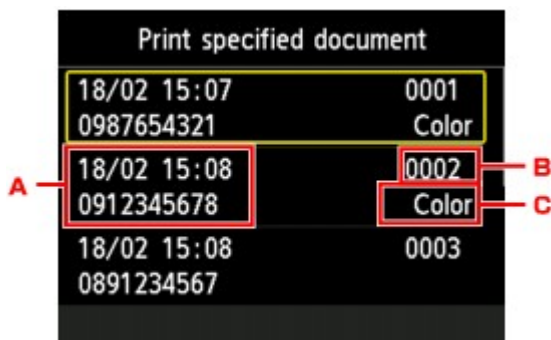 Print specified document
18/02 15:07 0001
0987654321 Color
18/02 15:08 0002 B
A
0912345678 Color C
18/02 15:08 0003
0891234567